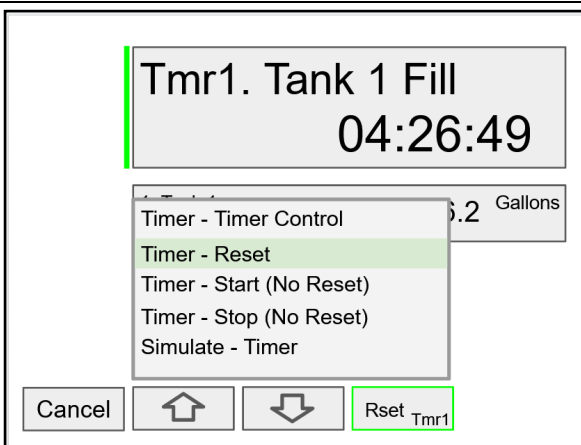 Tmr1. Tank 1 Fill
04:26:49
.2 Gallons
Timer - Timer Control
Timer - Reset
Timer - Start (No Reset)
Timer - Stop (No Reset)
Simulate - Timer
Cancel
Rset Tmr1